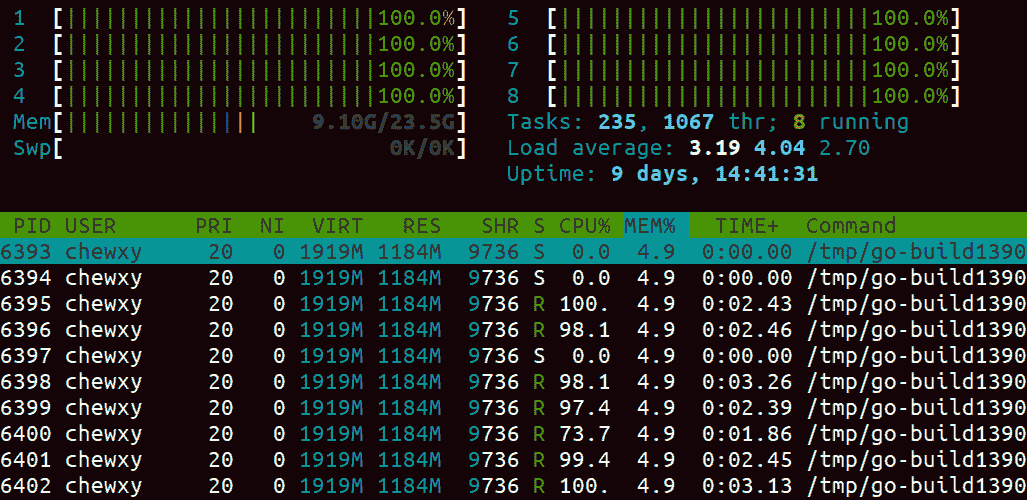 1 [||||||||||||||||||||||||100.0%] 5 [||||||||||||||||||||||||100.0%]
2 [||||||||||||||||||||||||100.0%] 6 [||||||||||||||||||||||||100.0%]
3 [||||||||||||||||||||||||100.0%] 7 [||||||||||||||||||||||||100.0%]
4 [||||||||||||||||||||||||100.0%] 8 [||||||||||||||||||||||||100.0%]
Mem[||||||||||||||| 9.10G/23.5G] Tasks: 235, 1067 thr; 8 running
Swp[ 0K/0K] Load average: 3.19 4.04 2.70
Uptime: 9 days, 14:41:31
PID USER PRI NI VIRT RES SHR S CPU% MEM% TIME+ Command
6393 chewxy 20 0 1919M 1184M 9736 S 0.0 4.9 0:00.00 /tmp/go-build1390
6394 chewxy 20 0 1919M 1184M 9736 S 0.0 4.9 0:00.00 /tmp/go-build1390
6395 chewxy 20 0 1919M 1184M 9736 R 100. 4.9 0:02.43 /tmp/go-build1390
6396 chewxy 20 0 1919M 1184M 9736 R 98.1 4.9 0:02.46 /tmp/go-build1390
6397 chewxy 20 0 1919M 1184M 9736 S 0.0 4.9 0:00.00 /tmp/go-build1390
6398 chewxy 20 0 1919M 1184M 9736 R 98.1 4.9 0:03.26 /tmp/go-build1390
6399 chewxy 20 0 1919M 1184M 9736 R 97.4 4.9 0:02.39 /tmp/go-build1390
6400 chewxy 20 0 1919M 1184M 9736 R 73.7 4.9 0:01.86 /tmp/go-build1390
6401 chewxy 20 0 1919M 1184M 9736 R 99.4 4.9 0:02.45 /tmp/go-build1390
6402 chewxy 20 0 1919M 1184M 9736 R 100. 4.9 0:03.13 /tmp/go-build1390